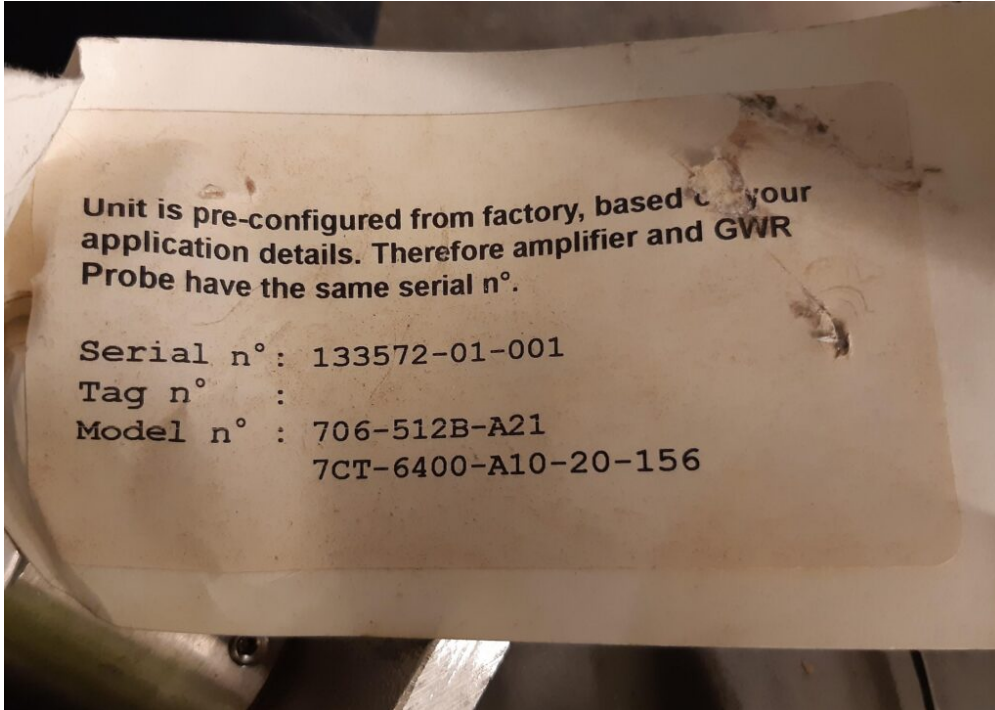 Unit is pre-configured from factory, based your
application details. Therefore amplifier and GWR
Probe have the same serial n°.
Serial n°: 133572-01-001
Tag n° :
Model n° : 706-512B-A21
7CT-6400-A10-20-156